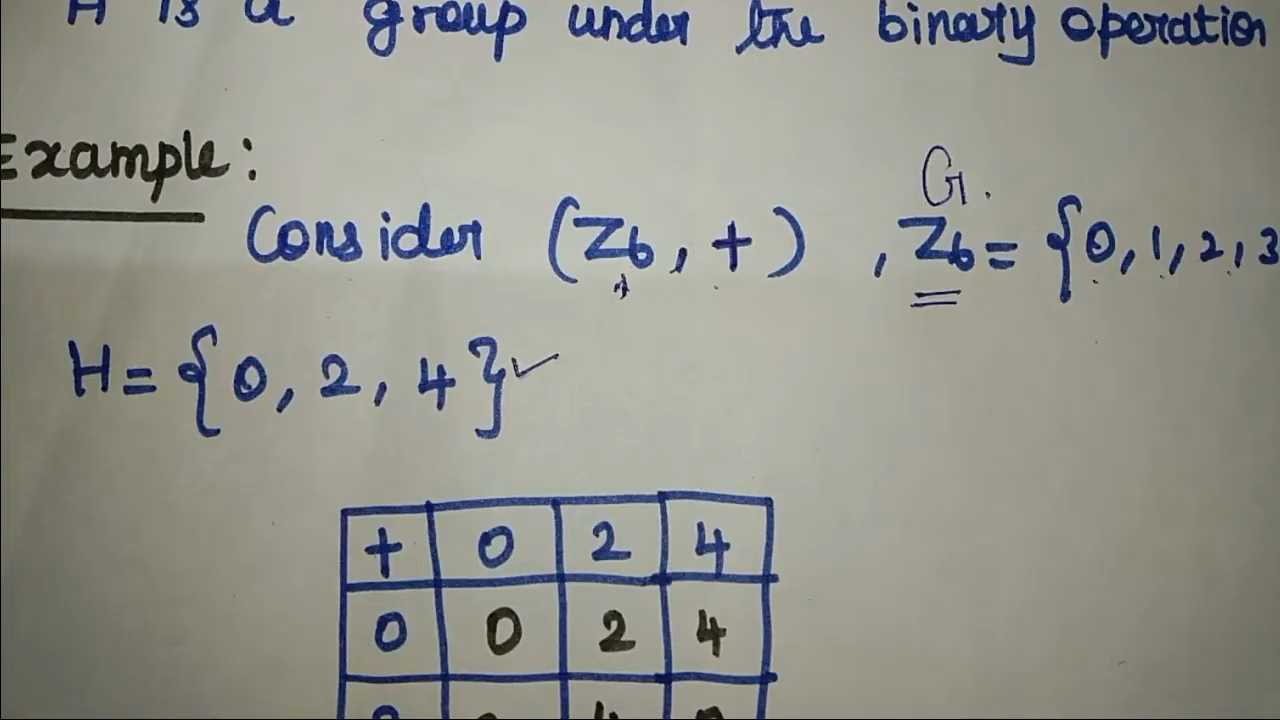 H is a group under the binary operation
Example:
G.
Consider (Z6, +) , Z6 = {0, 1, 2, 3
H = {0, 2, 4} ✓
+ 0 2 4
0 0 2 4